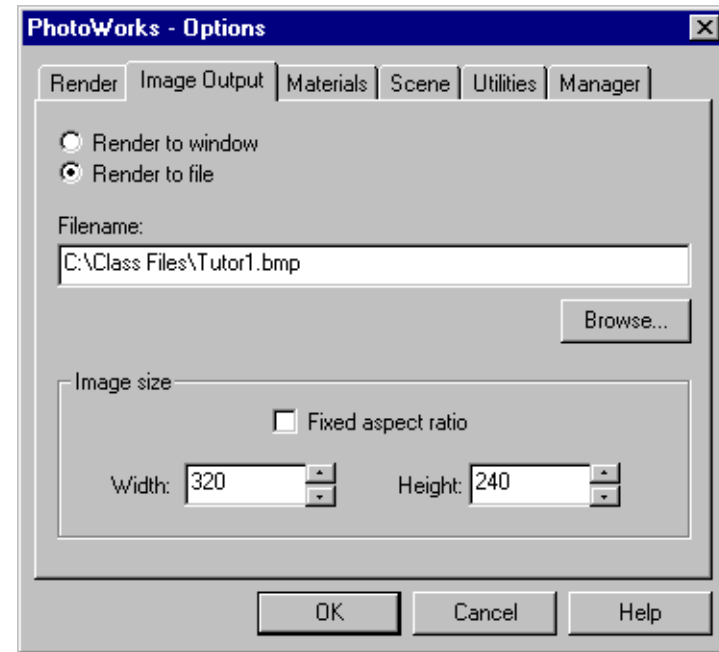 PhotoWorks - Options
Render Image Output Materials Scene Utilities Manager
Render to window
Render to file
Filename:
C:\Class Files\Tutor1.bmp
Browse...
Image size
Fixed aspect ratio
Width: 320 Height: 240
OK Cancel Help